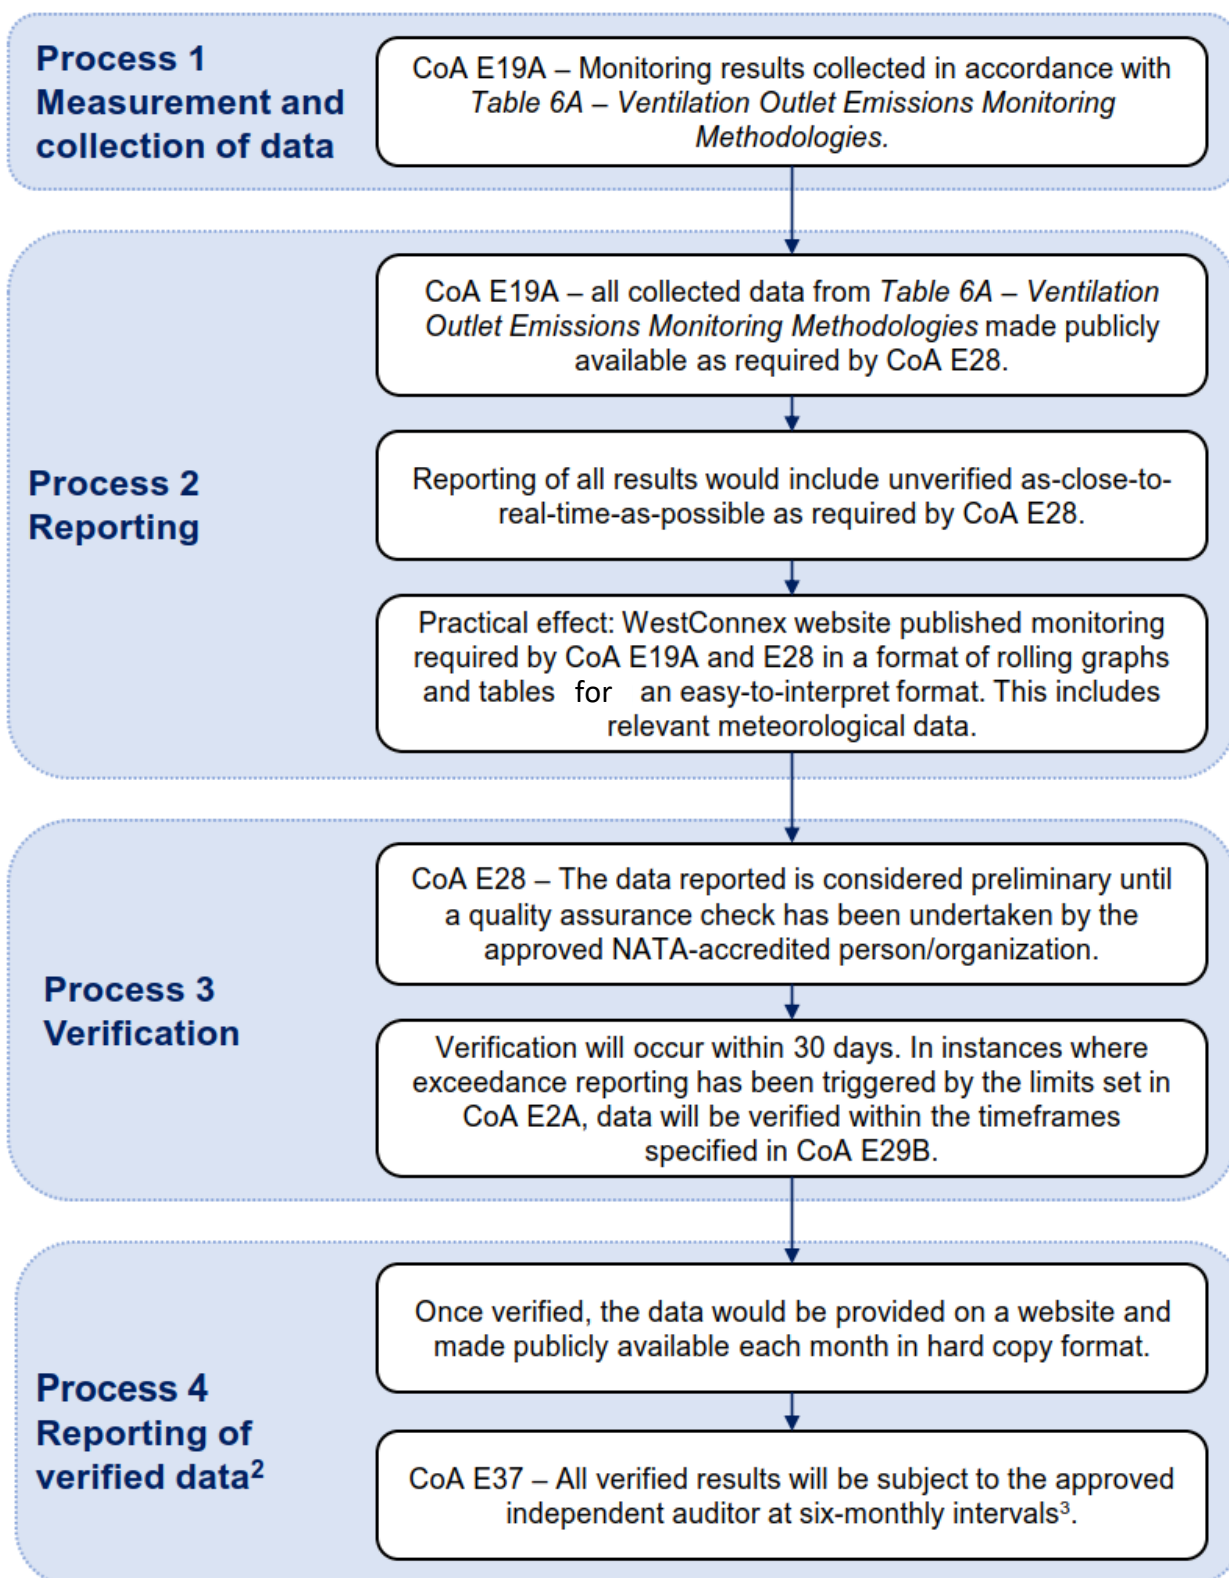 Process 1
Measurement and
collection of data
CoA E19A – Monitoring results collected in accordance with
Table 6A – Ventilation Outlet Emissions Monitoring
Methodologies.
Process 2
Reporting
CoA E19A – all collected data from Table 6A – Ventilation
Outlet Emissions Monitoring Methodologies made publicly
available as required by CoA E28.
Reporting of all results would include unverified as-close-to-
real-time-as-possible as required by CoA E28.
Practical effect: WestConnex website published monitoring
required by CoA E19A and E28 in a format of rolling graphs
and tables for an easy-to-interpret format. This includes
relevant meteorological data.
Process 3
Verification
CoA E28 – The data reported is considered preliminary until
a quality assurance check has been undertaken by the
approved NATA-accredited person/organization.
Verification will occur within 30 days. In instances where
exceedance reporting has been triggered by the limits set in
CoA E2A, data will be verified within the timeframes
specified in CoA E29B.
Process 4
Reporting of
verified data²
Once verified, the data would be provided on a website and
made publicly available each month in hard copy format.
CoA E37 – All verified results will be subject to the approved
independent auditor at six-monthly intervals³.